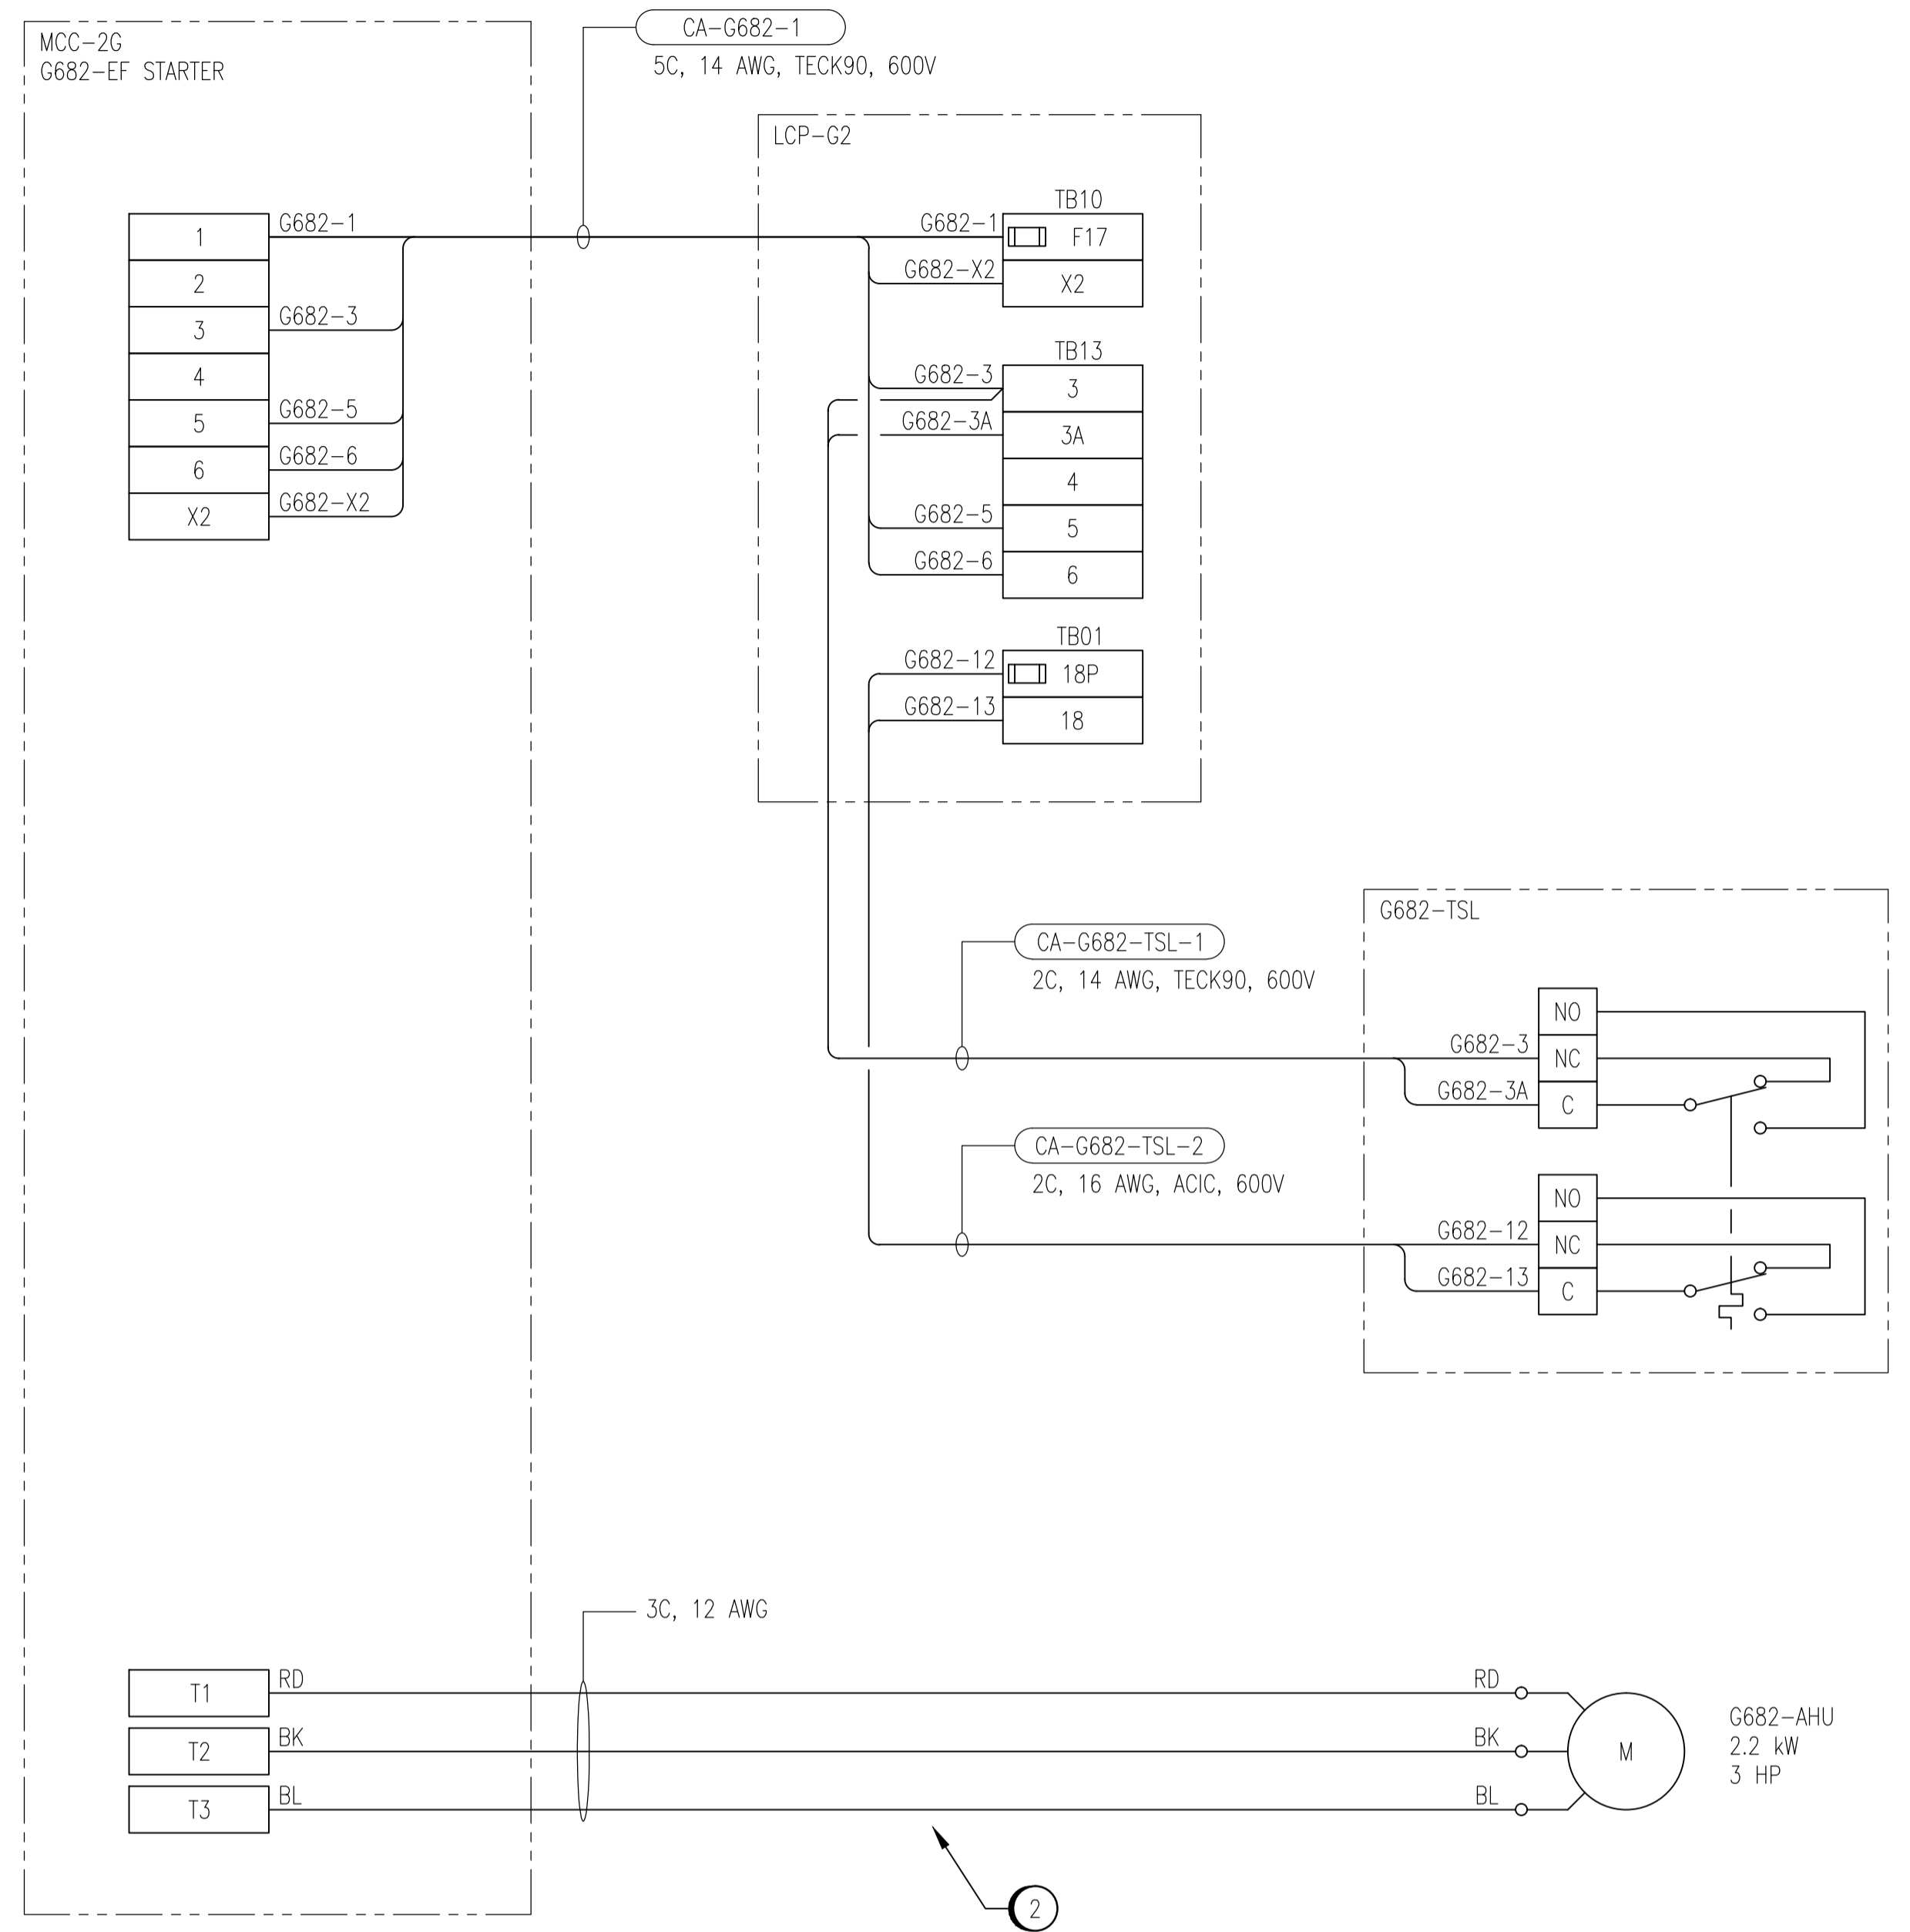 CA-G682-1
5C, 14 AWG, TECK90, 600V
MCC-2G
G682-EF STARTER
1
2
3
4
5
6
X2
G682-1
G682-3
G682-5
G682-6
G682-X2
LCP-G2
TB10
G682-1
F17
G682-X2
X2
TB13
G682-3
3
G682-3A
3A
4
G682-5
5
G682-6
6
TB01
G682-12
18P
G682-13
18
G682-TSL
CA-G682-TSL-1
2C, 14 AWG, TECK90, 600V
NO
G682-3
NC
G682-3A
C
CA-G682-TSL-2
2C, 16 AWG, ACIC, 600V
NO
G682-12
NC
G682-13
C
3C, 12 AWG
T1
RD
RD
T2
BK
BK
T3
BL
BL
M
G682-AHU
2.2 kW
3 HP
2